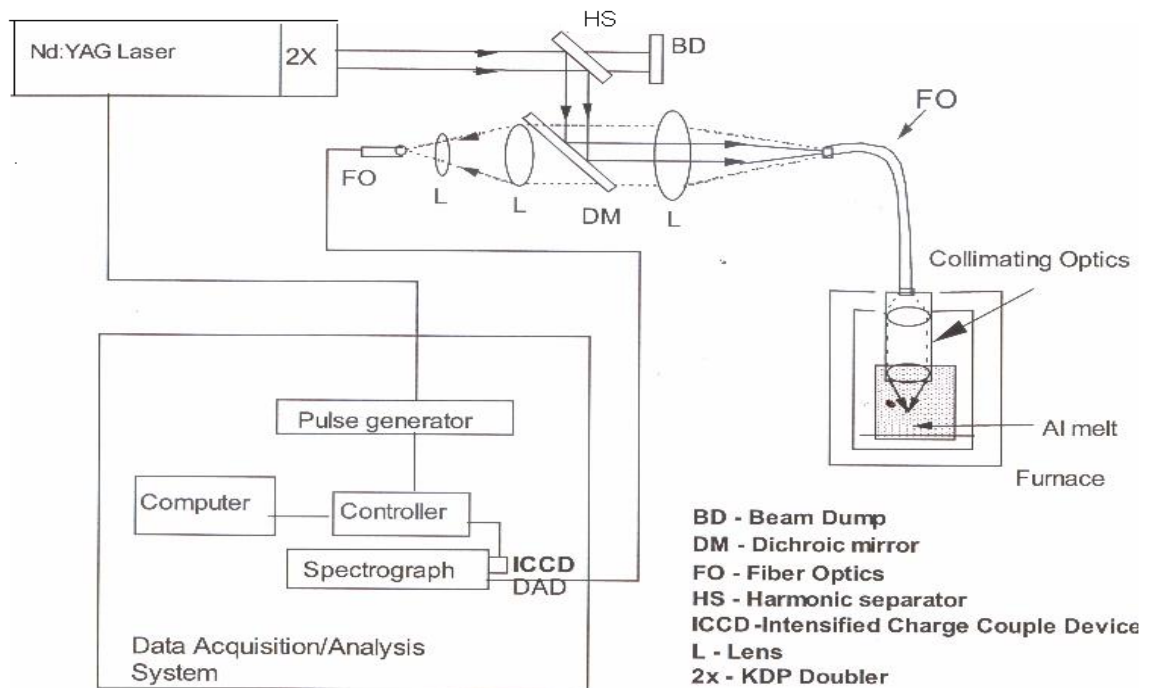 HS
Nd:YAG Laser
2X
BD
FO
FO
L
L
DM
L
Collimating Optics
Al melt
Furnace
Pulse generator
Computer
Controller
Spectrograph
ICCD
DAD
Data Acquisition/Analysis
System
BD - Beam Dump
DM - Dichroic mirror
FO - Fiber Optics
HS - Harmonic separator
ICCD -Intensified Charge Couple Device
L - Lens
2x - KDP Doubler